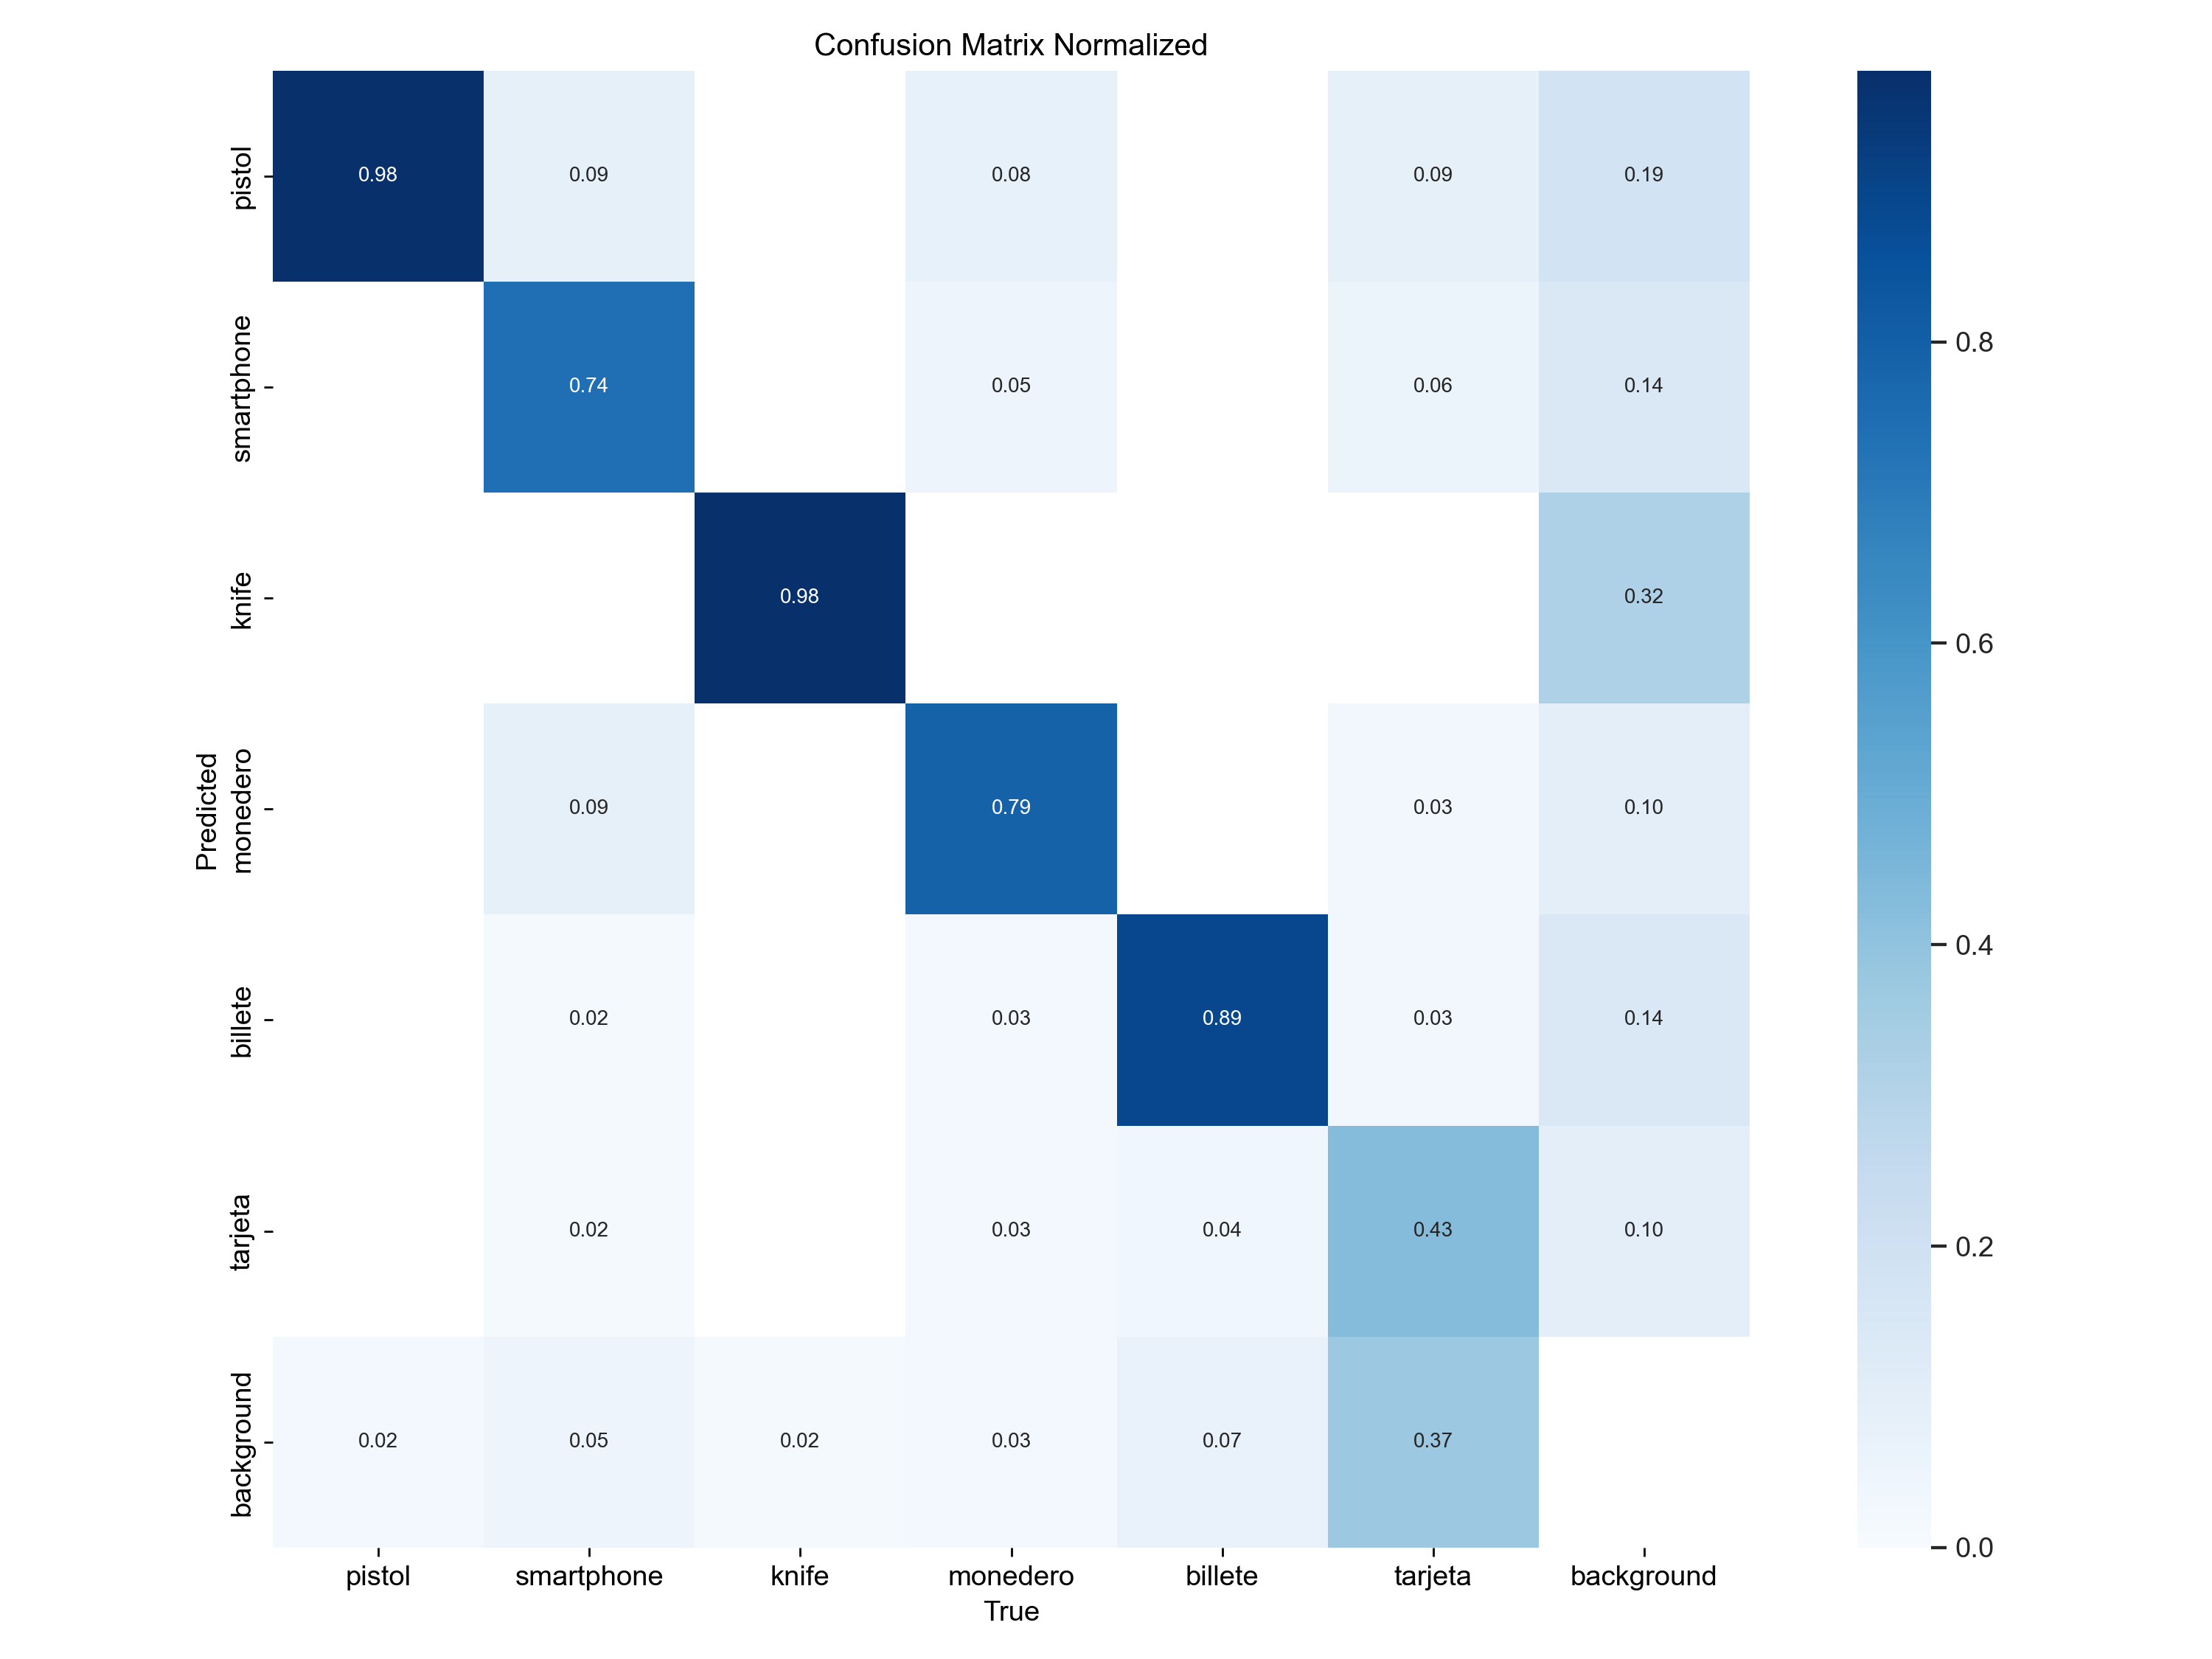 Confusion Matrix Normalized
pistol
0.98
0.09
0.08
0.09
0.19
smartphone
0.74
0.05
0.06
0.14
knife
0.98
0.32
Predicted
monedero
0.09
0.79
0.03
0.10
billete
0.02
0.03
0.89
0.03
0.14
tarjeta
0.02
0.03
0.04
0.43
0.10
background
0.02
0.05
0.02
0.03
0.07
0.37
pistol
smartphone
knife
monedero
billete
tarjeta
background
True
0.8
0.6
0.4
0.2
0.0